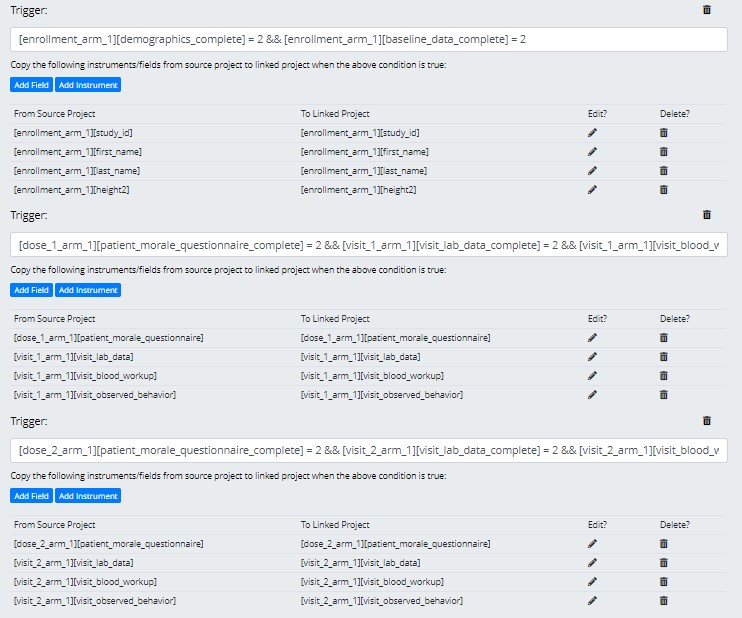 Trigger:
[enrollment_arm_1][demographics_complete] = 2 && [enrollment_arm_1][baseline_data_complete] = 2
Copy the following instruments/fields from source project to linked project when the above condition is true:
Add Field Add Instrument
From Source Project To Linked Project Edit? Delete?
[enrollment_arm_1][study_id] [enrollment_arm_1][study_id]
[enrollment_arm_1][first_name] [enrollment_arm_1][first_name]
[enrollment_arm_1][last_name] [enrollment_arm_1][last_name]
[enrollment_arm_1][height2] [enrollment_arm_1][height2]
Trigger:
[dose_1_arm_1][patient_morale_questionnaire_complete] = 2 && [visit_1_arm_1][visit_lab_data_complete] = 2 && [visit_1_arm_1][visit_blood_w
Copy the following instruments/fields from source project to linked project when the above condition is true:
Add Field Add Instrument
From Source Project To Linked Project Edit? Delete?
[dose_1_arm_1][patient_morale_questionnaire] [dose_1_arm_1][patient_morale_questionnaire]
[visit_1_arm_1][visit_lab_data] [visit_1_arm_1][visit_lab_data]
[visit_1_arm_1][visit_blood_workup] [visit_1_arm_1][visit_blood_workup]
[visit_1_arm_1][visit_observed_behavior] [visit_1_arm_1][visit_observed_behavior]
Trigger:
[dose_2_arm_1][patient_morale_questionnaire_complete] = 2 && [visit_2_arm_1][visit_lab_data_complete] = 2 && [visit_2_arm_1][visit_blood_w
Copy the following instruments/fields from source project to linked project when the above condition is true:
Add Field Add Instrument
From Source Project To Linked Project Edit? Delete?
[dose_2_arm_1][patient_morale_questionnaire] [dose_2_arm_1][patient_morale_questionnaire]
[visit_2_arm_1][visit_lab_data] [visit_2_arm_1][visit_lab_data]
[visit_2_arm_1][visit_blood_workup] [visit_2_arm_1][visit_blood_workup]
[visit_2_arm_1][visit_observed_behavior] [visit_2_arm_1][visit_observed_behavior]